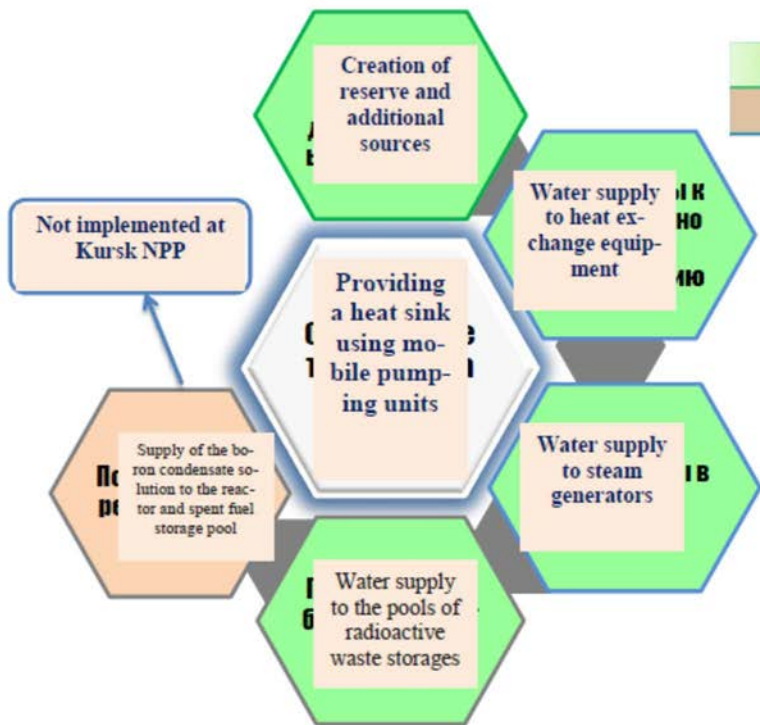 Creation of
reserve and
additional
sources
Water supply
to heat ex-
change equip-
ment
Not implemented at
Kursk NPP
Providing
a heat sink
using mo-
bile pump-
ing units
Supply of the bo-
ron condensate so-
lution to the reac-
tor and spent fuel
storage pool
Water supply
to steam
generators
Water supply
to the pools of
radioactive
waste storages